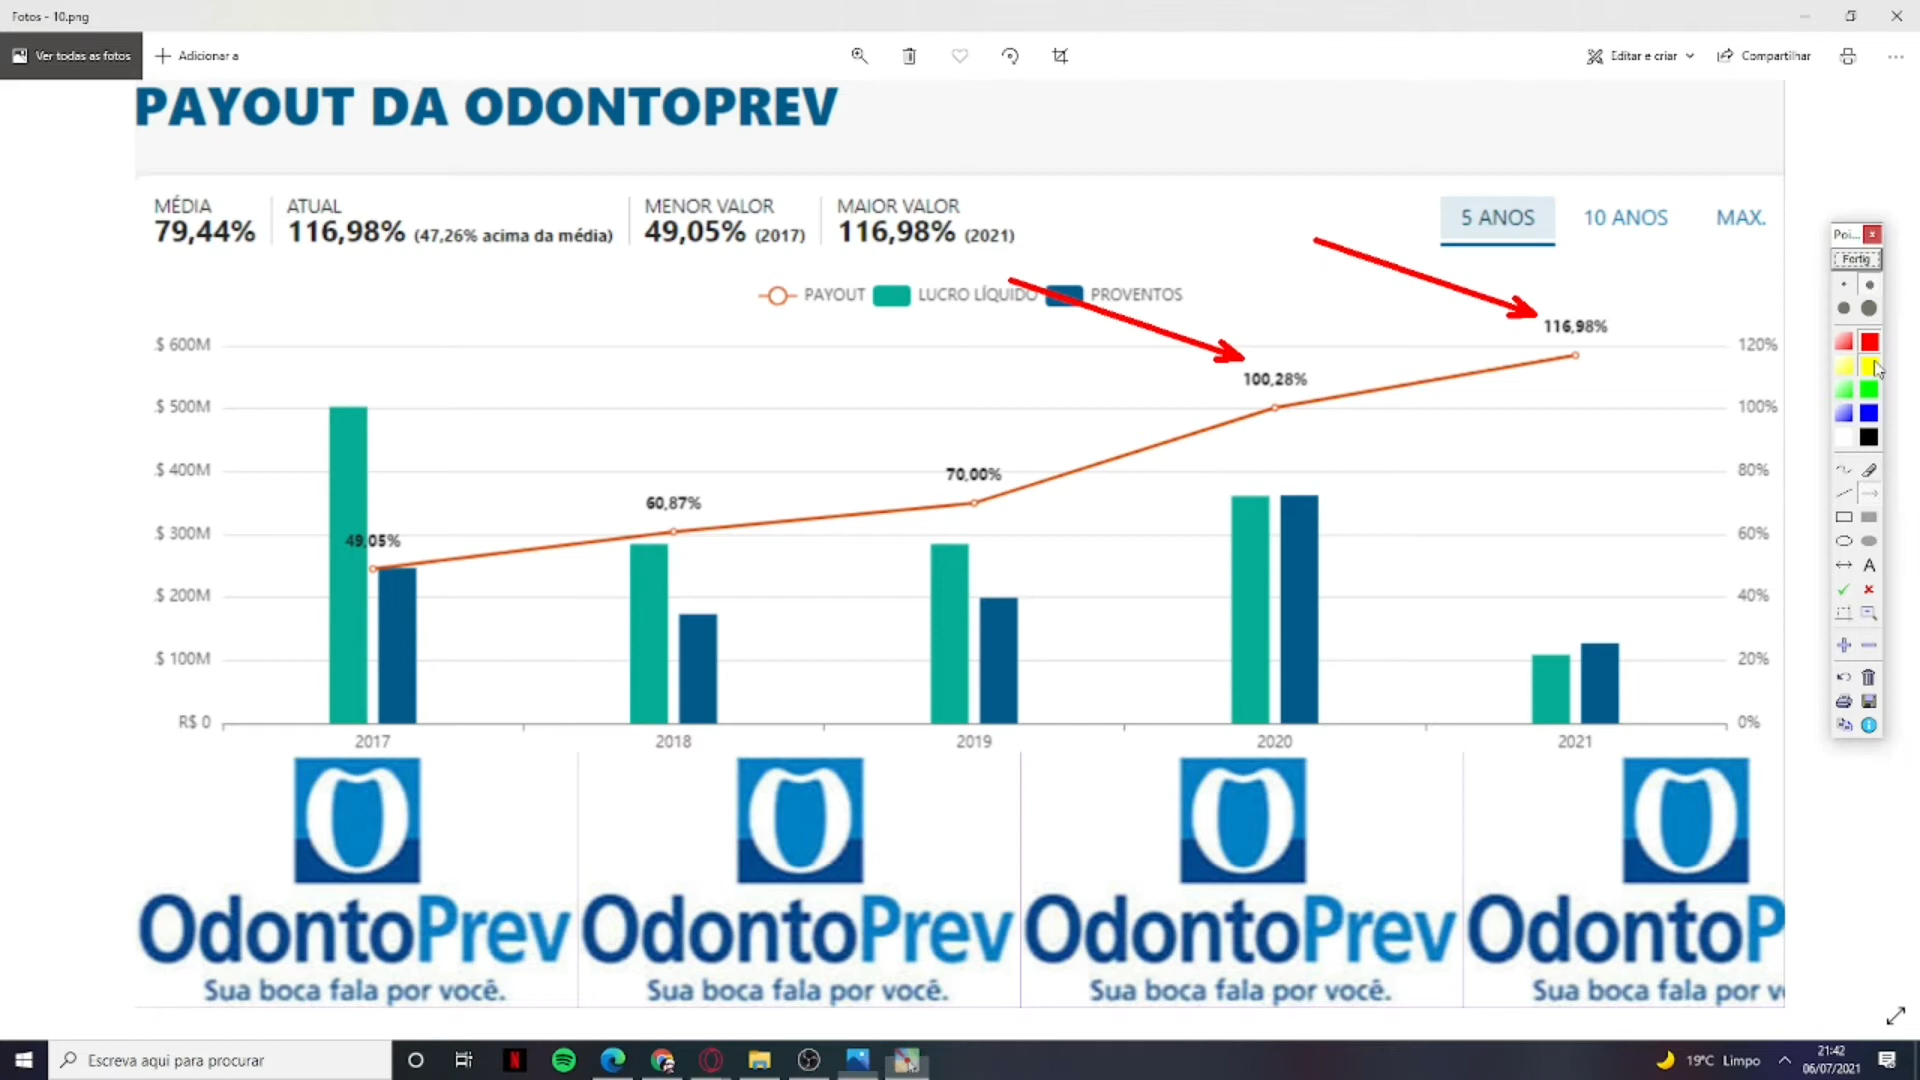 Fotos - 10.png
Ver todas as fotos
Adicionar a
Editar e criar
Compartilhar
PAYOUT DA ODONTOPREV
MÉDIA
79,44%
ATUAL
116,98% (47,26% acima da média)
MENOR VALOR
49,05% (2017)
MAIOR VALOR
116,98% (2021)
5 ANOS
10 ANOS
MAX.
Poi...
Fertig
PAYOUT
LUCRO LÍQUIDO
PROVENTOS
$ 600M
$ 500M
$ 400M
$ 300M
$ 200M
$ 100M
R$ 0
49,05%
60,87%
70,00%
100,28%
116,98%
120%
100%
80%
60%
40%
20%
0%
2017
2018
2019
2020
2021
A
OdontoPrev
Sua boca fala por você.
OdontoPrev
Sua boca fala por você.
OdontoPrev
Sua boca fala por você.
OdontoP
Sua boca fala por v
Escreva aqui para procurar
19°C Limpo
21:42
06/07/2021